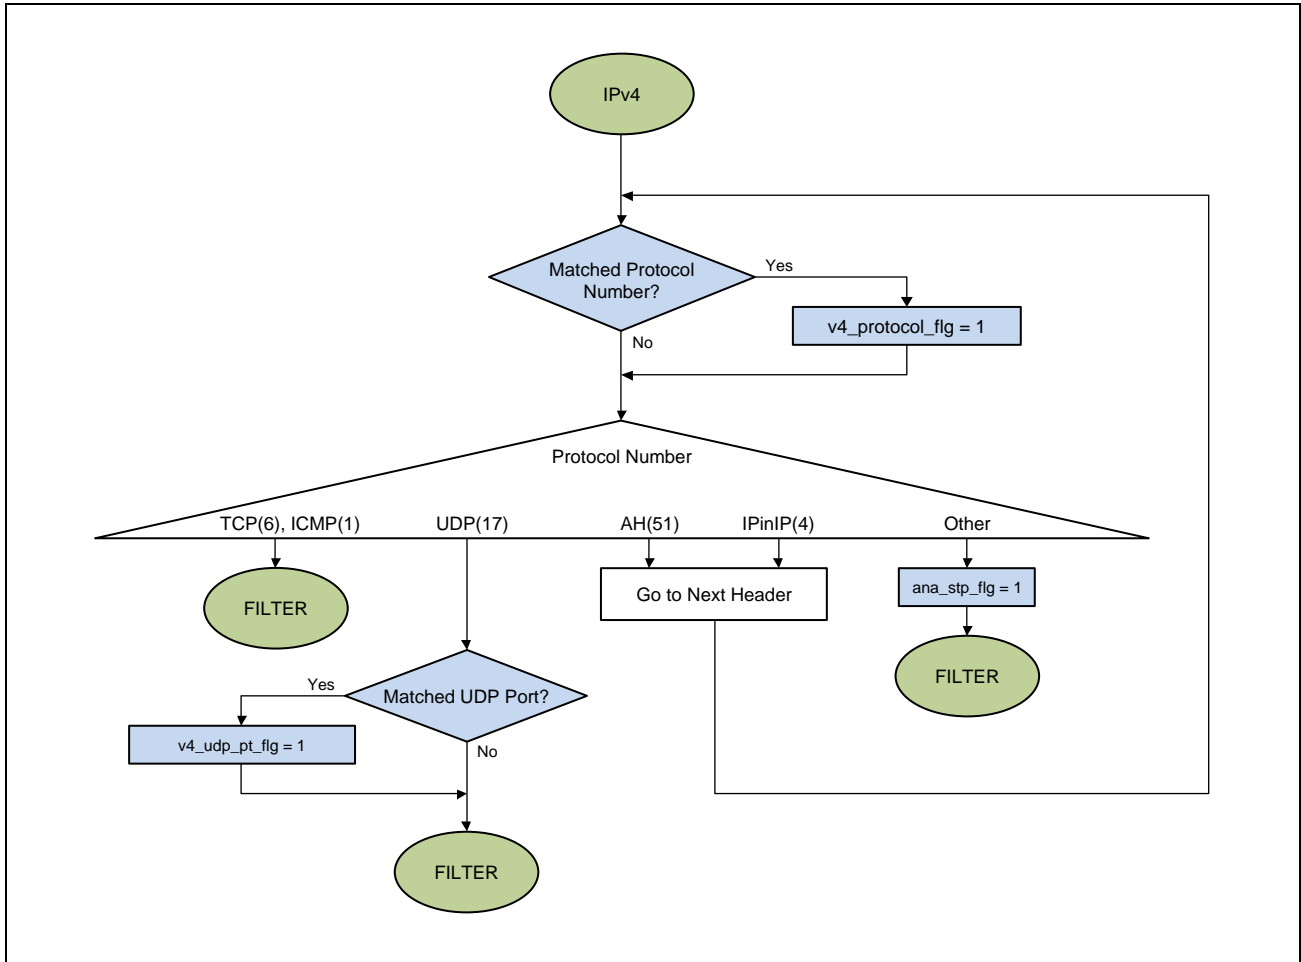 IPv4
Matched Protocol
Number?
Yes
v4_protocol_flg = 1
No
Protocol Number
TCP(6), ICMP(1)
UDP(17)
AH(51)
IPinIP(4)
Other
FILTER
Go to Next Header
ana_stp_flg = 1
FILTER
Yes
Matched UDP Port?
v4_udp_pt_flg = 1
No
FILTER